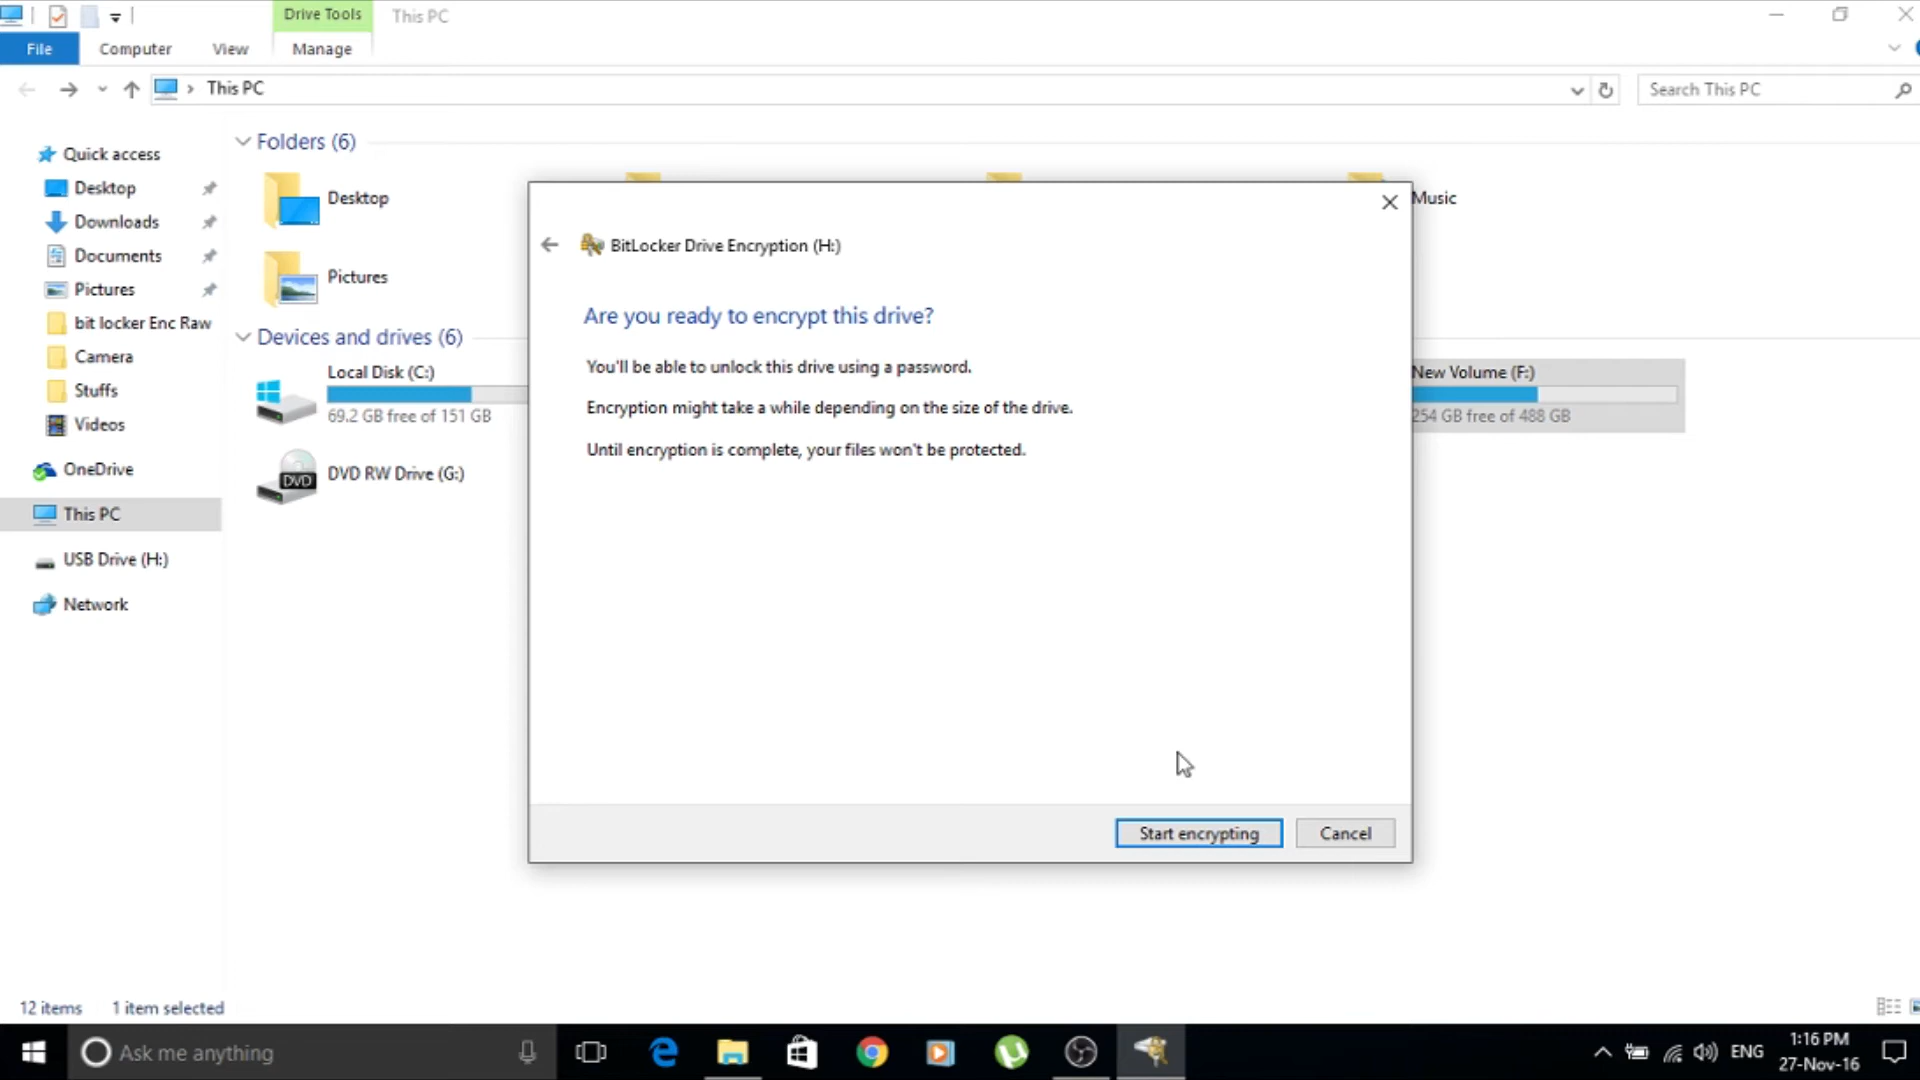 Drive Tools
This PC
File
Computer
View
Manage
This PC
Search This PC
Quick access
Desktop
Downloads
Documents
Pictures
bit locker Enc Raw
Camera
Stuffs
Videos
OneDrive
This PC
USB Drive (H:)
Network
Folders (6)
Desktop
Music
Pictures
Devices and drives (6)
Local Disk (C:)
69.2 GB free of 151 GB
New Volume (F:)
254 GB free of 488 GB
DVD
DVD RW Drive (G:)
BitLocker Drive Encryption (H:)
Are you ready to encrypt this drive?
You'll be able to unlock this drive using a password.
Encryption might take a while depending on the size of the drive.
Until encryption is complete, your files won't be protected.
Start encrypting
Cancel
12 items
1 item selected
Ask me anything
ENG
1:16 PM
27-Nov-16